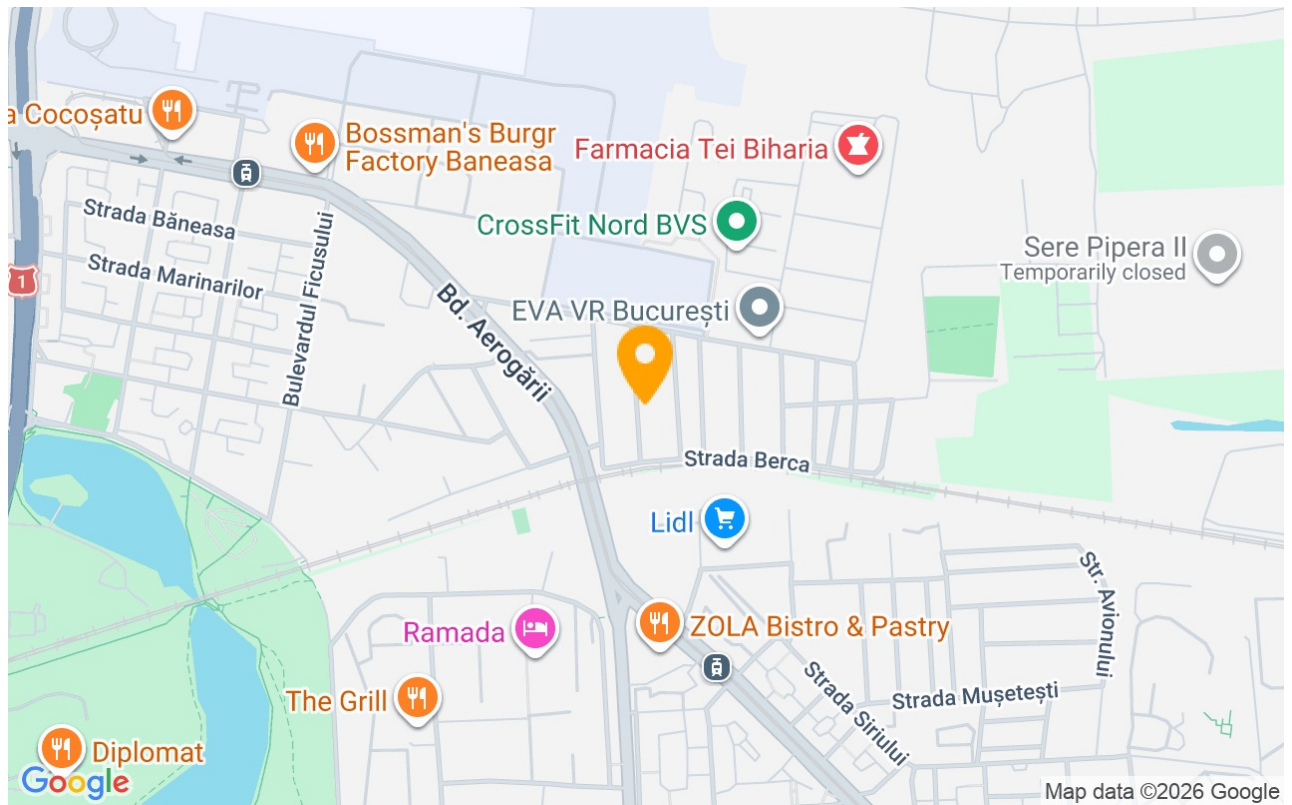 a Cocoșatu
Bossman's Burgr
Factory Baneasa
Farmacia Tei Biharia
Strada Băneasa
CrossFit Nord BVS
Strada Marinarilor
Bulevardul Ficusului
Sere Pipera II
Temporarily closed
1
Bd. Aerogării
EVA VR București
Strada Berca
Lidl
Str. Avionului
Ramada
ZOLA Bistro & Pastry
The Grill
Strada Siriului
Strada Mușetești
Diplomat
Google
Map data ©2026 Google